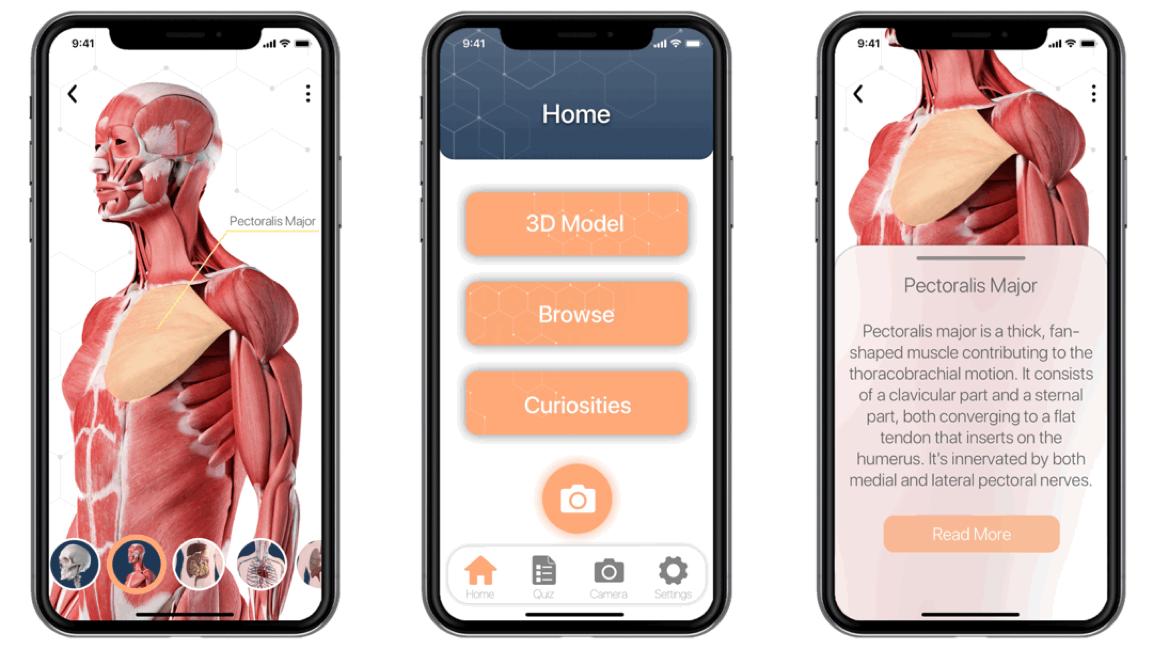 9:41
Pectoralis Major
9:41
Home
3D Model
Browse
Curiosities
Home
Quiz
Camera
Settings
9:41
Pectoralis Major
Pectoralis major is a thick, fan-
shaped muscle contributing to the
thoracobrachial motion. It consists
of a clavicular part and a sternal
part, both converging to a flat
tendon that inserts on the
humerus. It's innervated by both
medial and lateral pectoral nerves.
Read More